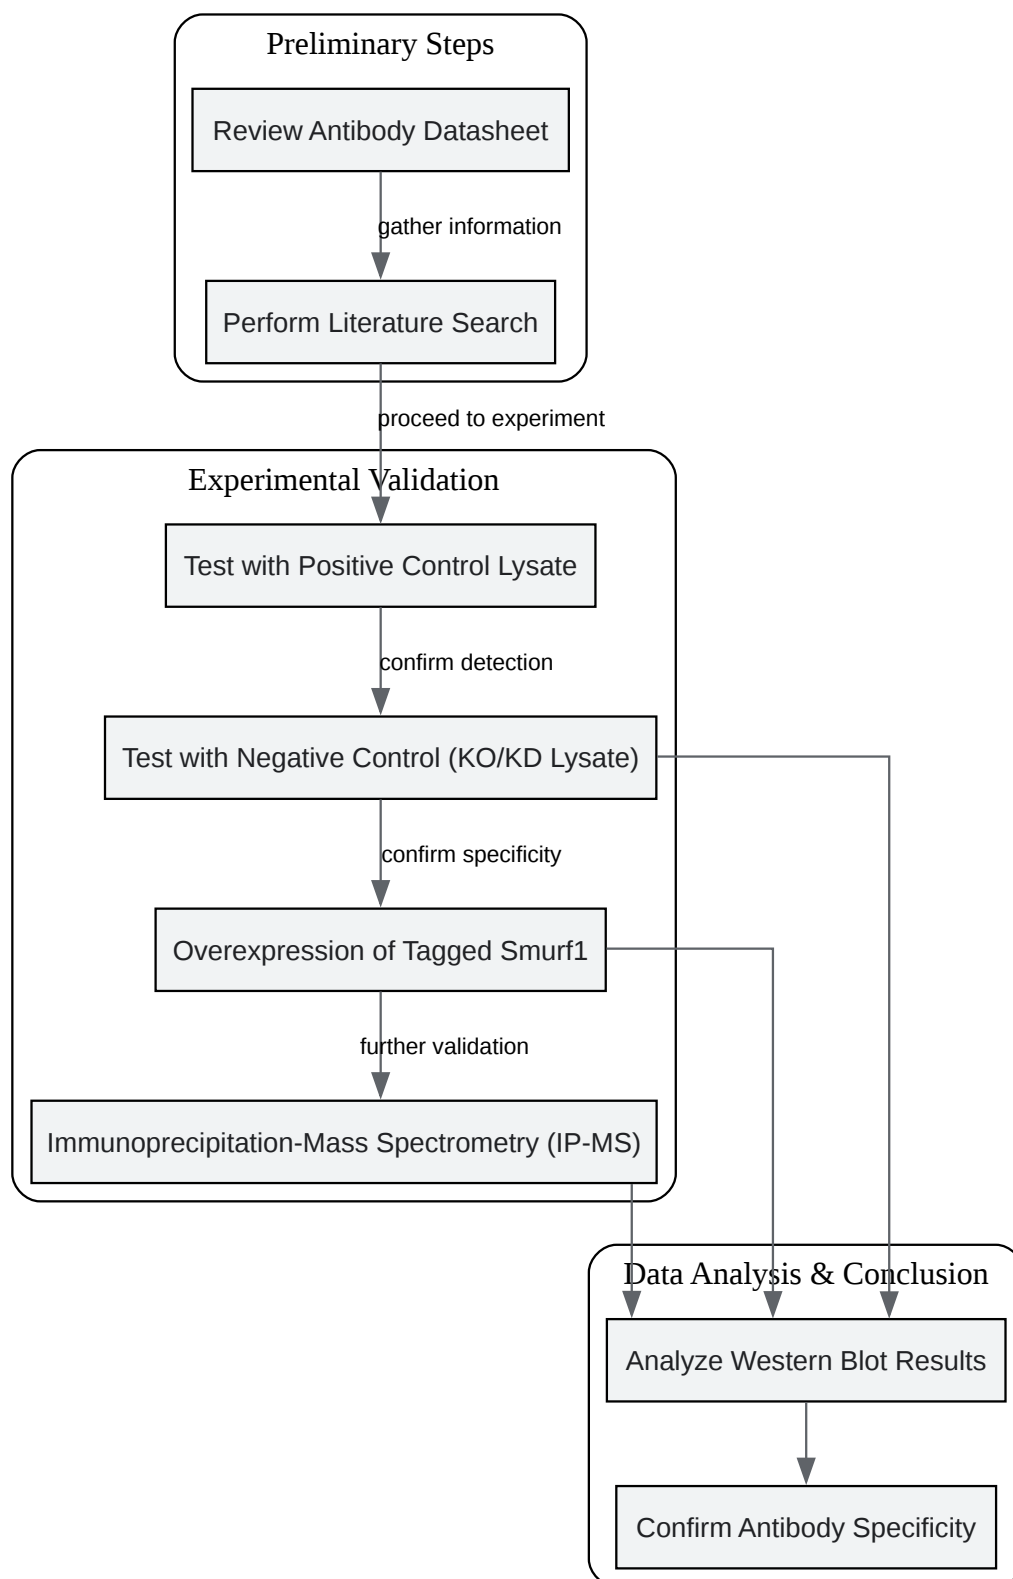 Preliminary Steps
Review Antibody Datasheet
gather information
Perform Literature Search
proceed to experiment
Experimental Validation
Test with Positive Control Lysate
confirm detection
Test with Negative Control (KO/KD Lysate)
confirm specificity
Overexpression of Tagged Smurf1
further validation
Immunoprecipitation-Mass Spectrometry (IP-MS)
Data Analysis & Conclusion
Analyze Western Blot Results
Confirm Antibody Specificity